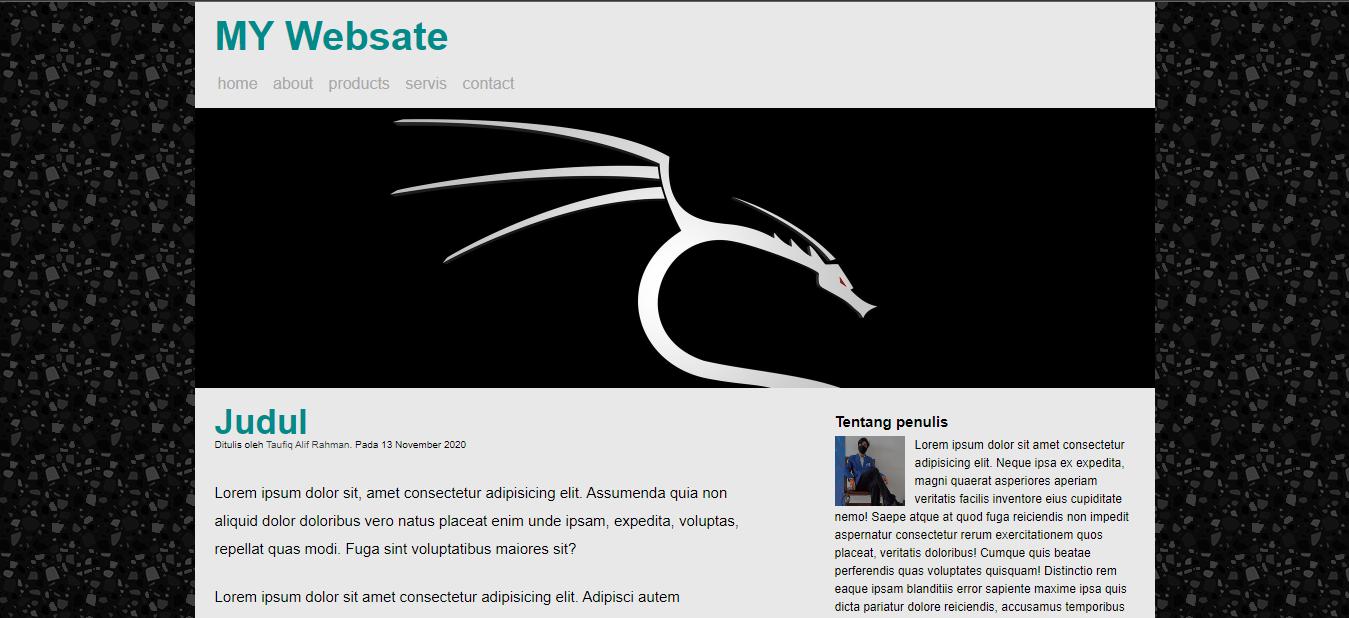 MY Websate
home about products servis contact
Judul
Ditulis oleh Taufiq Alif Rahman. Pada 13 November 2020
Lorem ipsum dolor sit, amet consectetur adipisicing elit. Assumenda quia non
aliquid dolor doloribus vero natus placeat enim unde ipsam, expedita, voluptas,
repellat quas modi. Fuga sint voluptatibus maiores sit?
Lorem ipsum dolor sit amet consectetur adipisicing elit. Adipisci autem
Tentang penulis
Lorem ipsum dolor sit amet consectetur
adipisicing elit. Neque ipsa ex expedita,
magni quaerat asperiores aperiam
veritatis facilis inventore eius cupiditate
nemo! Saepe atque at quod fuga reiciendis non impedit
aspernatur consectetur rerum exercitationem quos
placeat, veritatis doloribus! Cumque quis beatae
perferendis quas voluptates quisquam! Distinctio rem
eaque ipsam blanditiis error sapiente maxime ipsa quis
dicta pariatur dolore reiciendis, accusamus temporibus